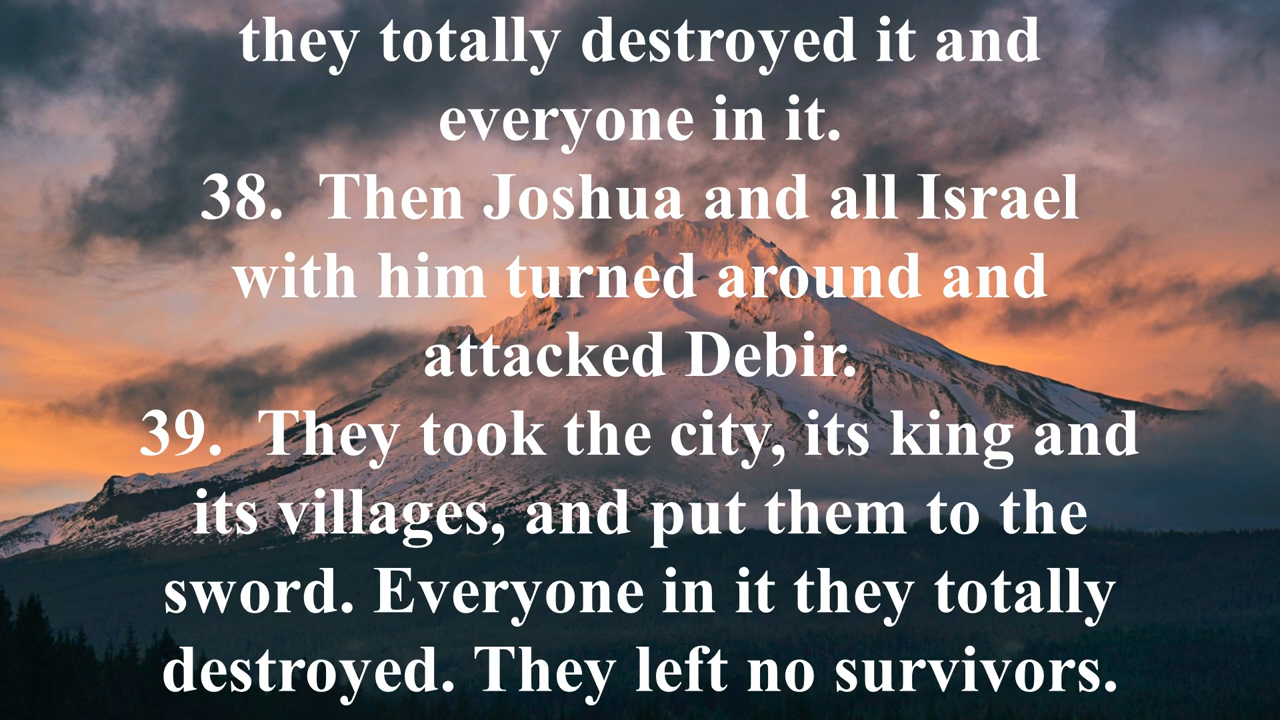 they totally destroyed it and
everyone in it.
38.  Then Joshua and all Israel
with him turned around and
attacked Debir.
39.  They took the city, its king and
its villages, and put them to the
sword. Everyone in it they totally
destroyed. They left no survivors.